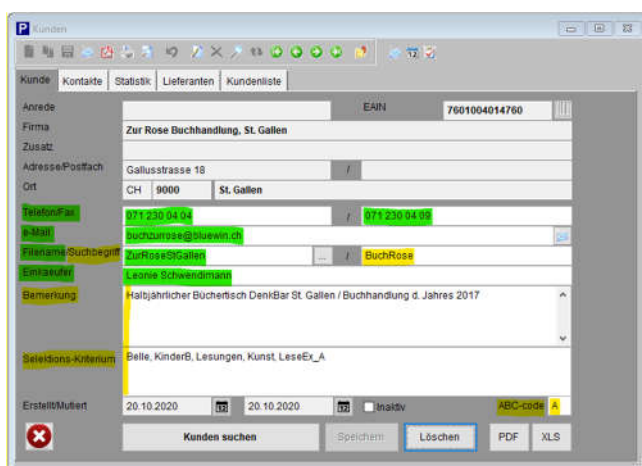 Kunden
Kunde Kontakte Statistik Lieferanten Kundenliste
Anrede EAIN 7601004014760
Firma Zur Rose Buchhandlung, St. Gallen
Zusatz
Adresse/Postfach Gallusstrasse 18 /
Ort CH 9000 St. Gallen
Telefon/Fax 071 230 04 04 / 071 230 04 09
e-Mail buchzurrose@bluewin.ch
Filename/Suchbegriff ZurRoseStGallen ... / BuchRose
Einkaeufer Leonie Schwendimann
Bemerkung Halbjährlicher Büchertisch DenkBar St. Gallen / Buchhandlung d. Jahres 2017
Selektions-Kriterium Belle, KinderB, Lesungen, Kunst, LeseEx_A
Erstellt/Mutiert 20.10.2020 12 20.10.2020 12 Inaktiv ABC-code A
Kunden suchen Speichern Löschen PDF XLS